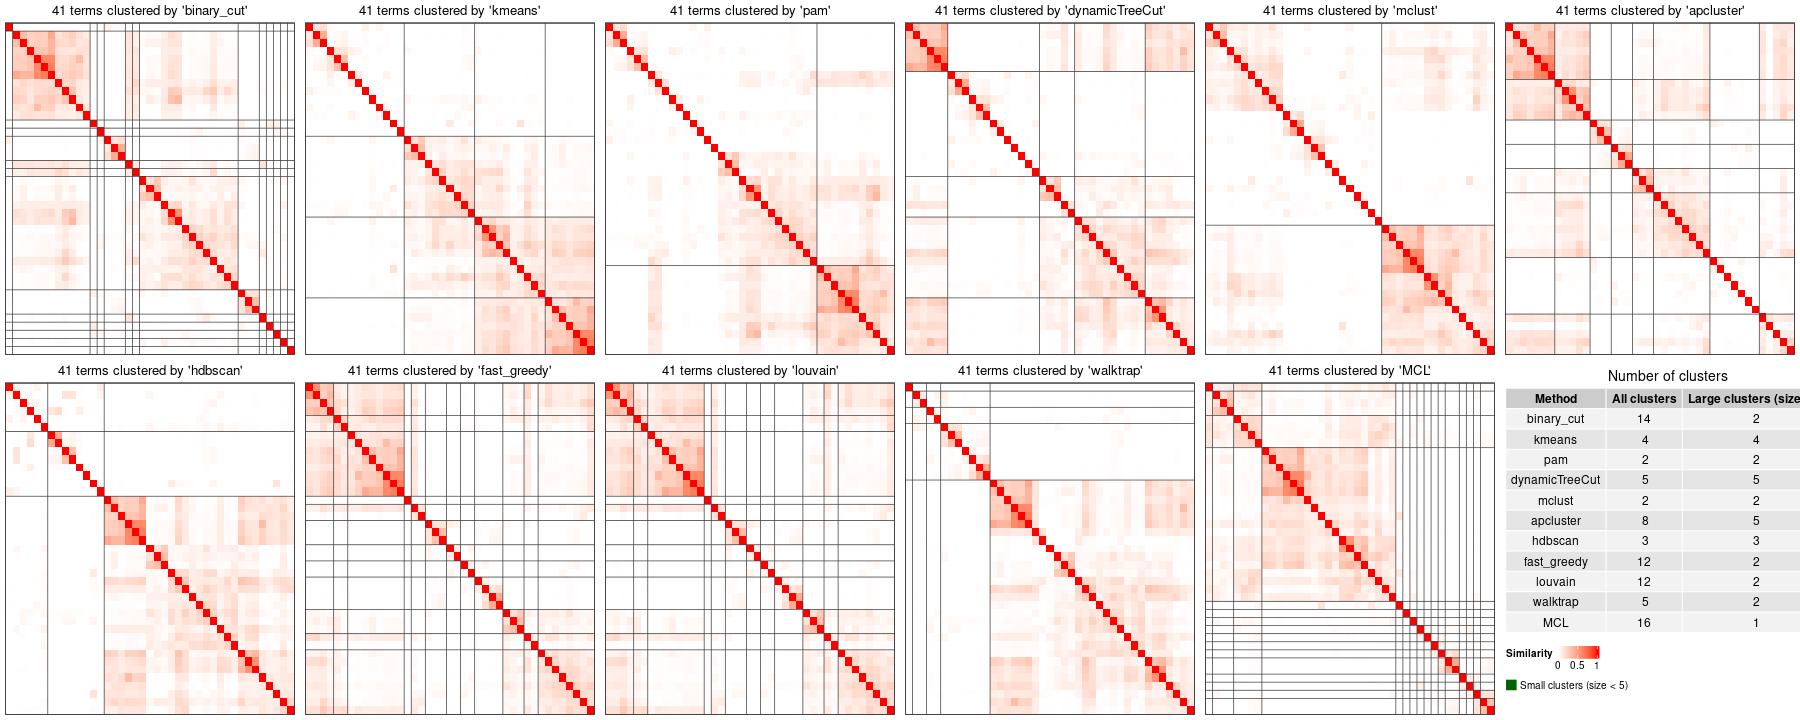 41 terms clustered by 'binary_cut'
41 terms clustered by 'kmeans'
41 terms clustered by 'pam'
41 terms clustered by 'dynamicTreeCut'
41 terms clustered by 'mclust'
41 terms clustered by 'apcluster'
41 terms clustered by 'hdbscan'
41 terms clustered by 'fast_greedy'
41 terms clustered by 'louvain'
41 terms clustered by 'walktrap'
41 terms clustered by 'MCL'
Number of clusters
Method All clusters Large clusters (size
binary_cut 14 2
kmeans 4 4
pam 2 2
dynamicTreeCut 5 5
mclust 2 2
apcluster 8 5
hdbscan 3 3
fast_greedy 12 2
louvain 12 2
walktrap 5 2
MCL 16 1
Similarity
0 0.5 1
Small clusters (size < 5)